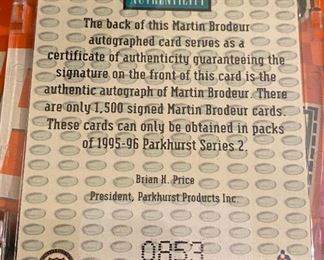 AUTHENTICITY
The back of this Martin Brodeur
autographed card serves as a
certificate of authenticity guaranteeing the
signature on the front of this card is the
authentic autograph of Martin Brodeur. There
are only 1,500 signed Martin Brodeur cards.
These cards can only be obtained in packs
of 1995-96 Parkhurst Series 2.
Brian H. Price
President, Parkhurst Products Inc.
0853